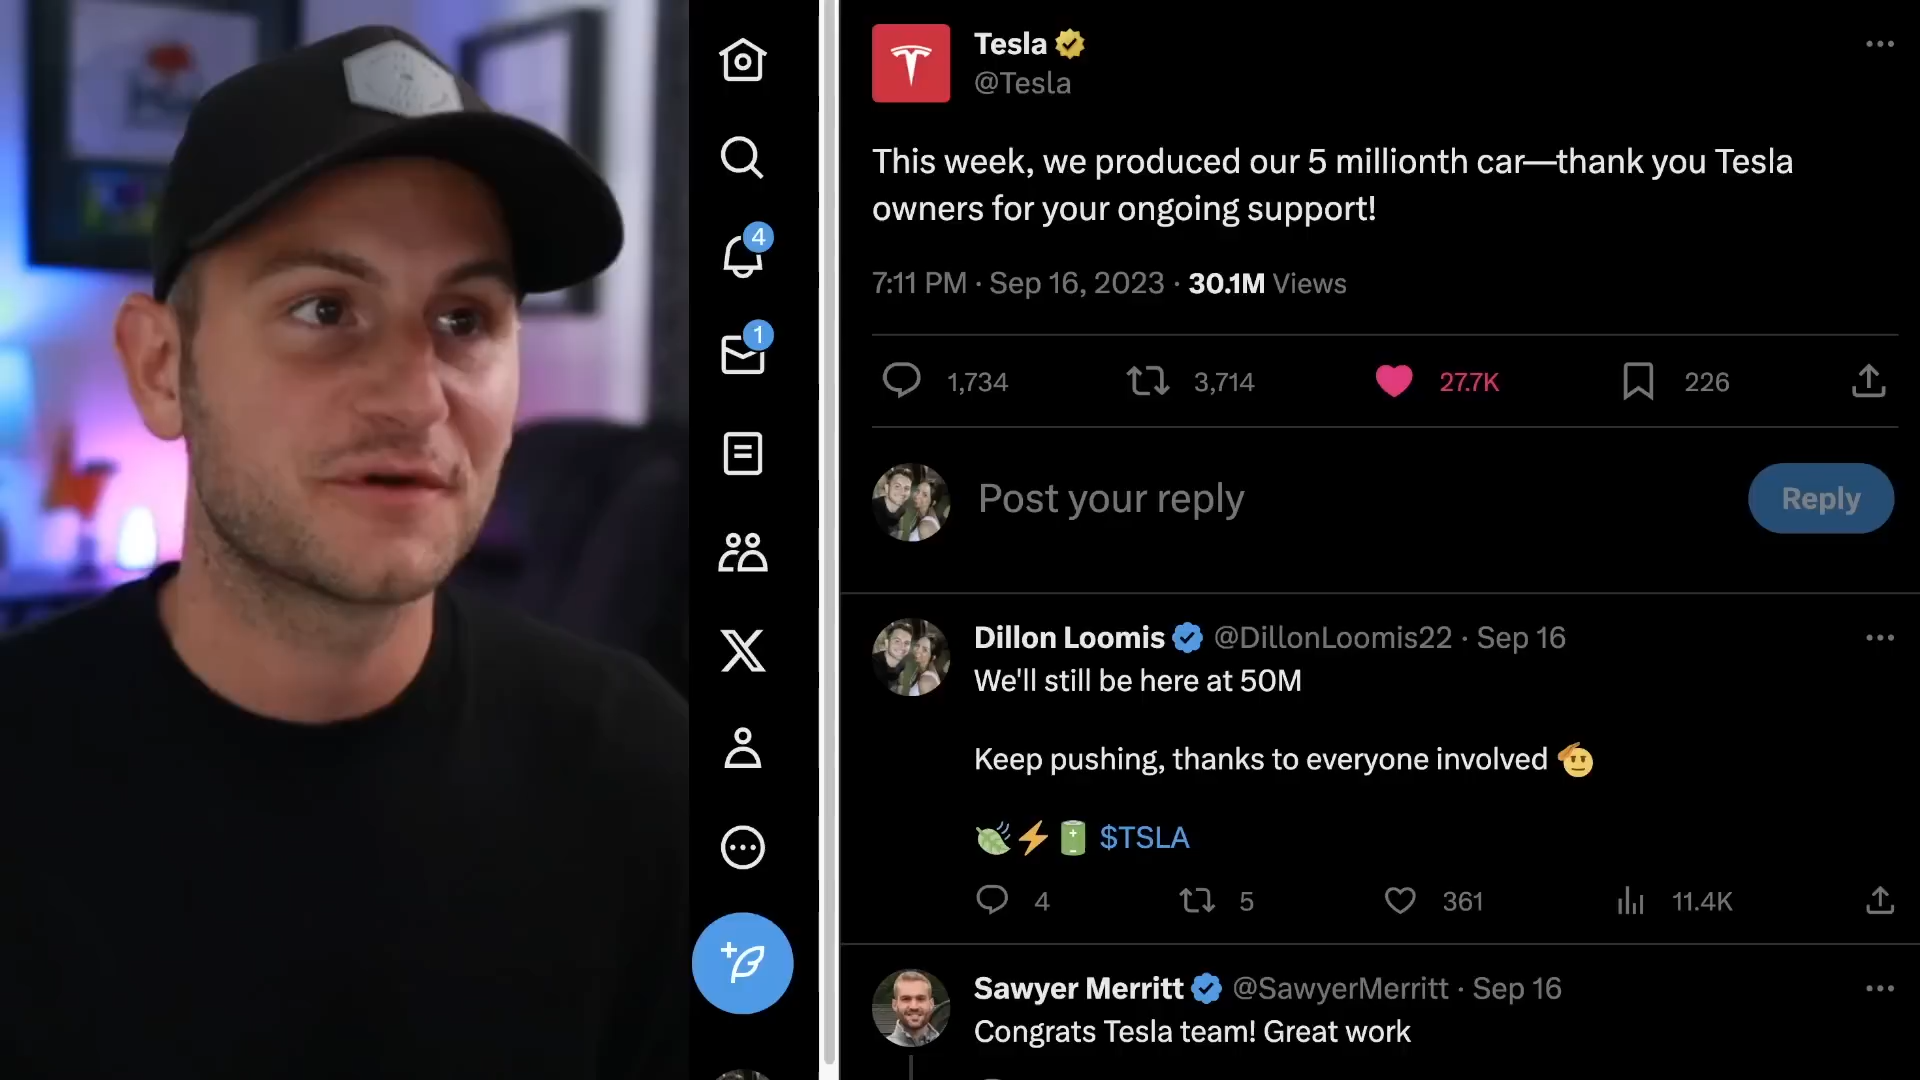 Tesla
@Tesla
This week, we produced our 5 millionth car—thank you Tesla
owners for your ongoing support!
7:11 PM · Sep 16, 2023 · 30.1M Views
1,734 3,714 27.7K 226
Post your reply
Reply
4
1
Dillon Loomis @DillonLoomis22 · Sep 16
We'll still be here at 50M
Keep pushing, thanks to everyone involved
$TSLA
4 5 361 11.4K
Sawyer Merritt @SawyerMerritt · Sep 16
Congrats Tesla team! Great work